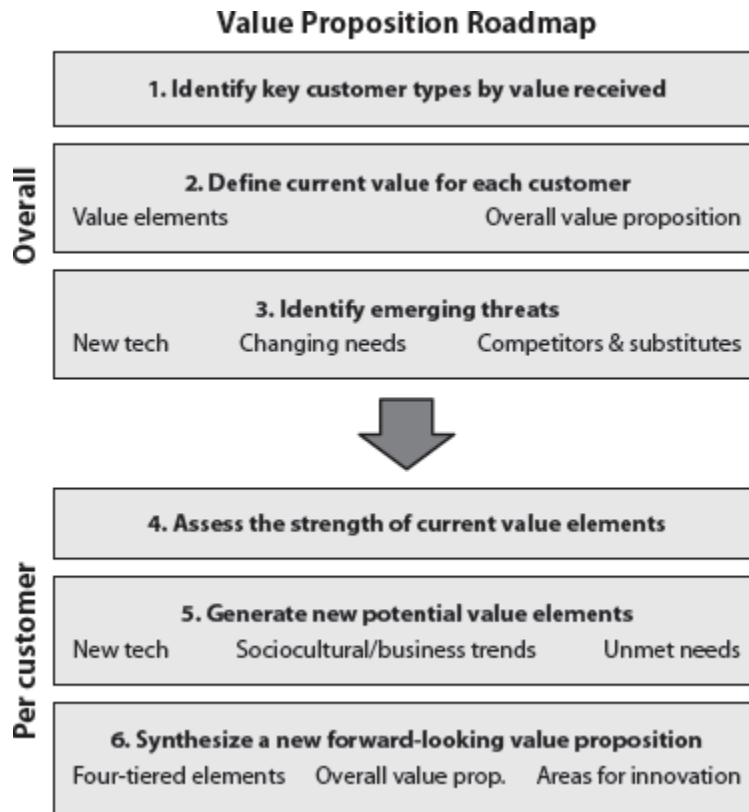 Value Proposition Roadmap
Overall
1. Identify key customer types by value received
2. Define current value for each customer
Value elements Overall value proposition
3. Identify emerging threats
New tech Changing needs Competitors & substitutes
Per customer
4. Assess the strength of current value elements
5. Generate new potential value elements
New tech Sociocultural/business trends Unmet needs
6. Synthesize a new forward-looking value proposition
Four-tiered elements Overall value prop. Areas for innovation